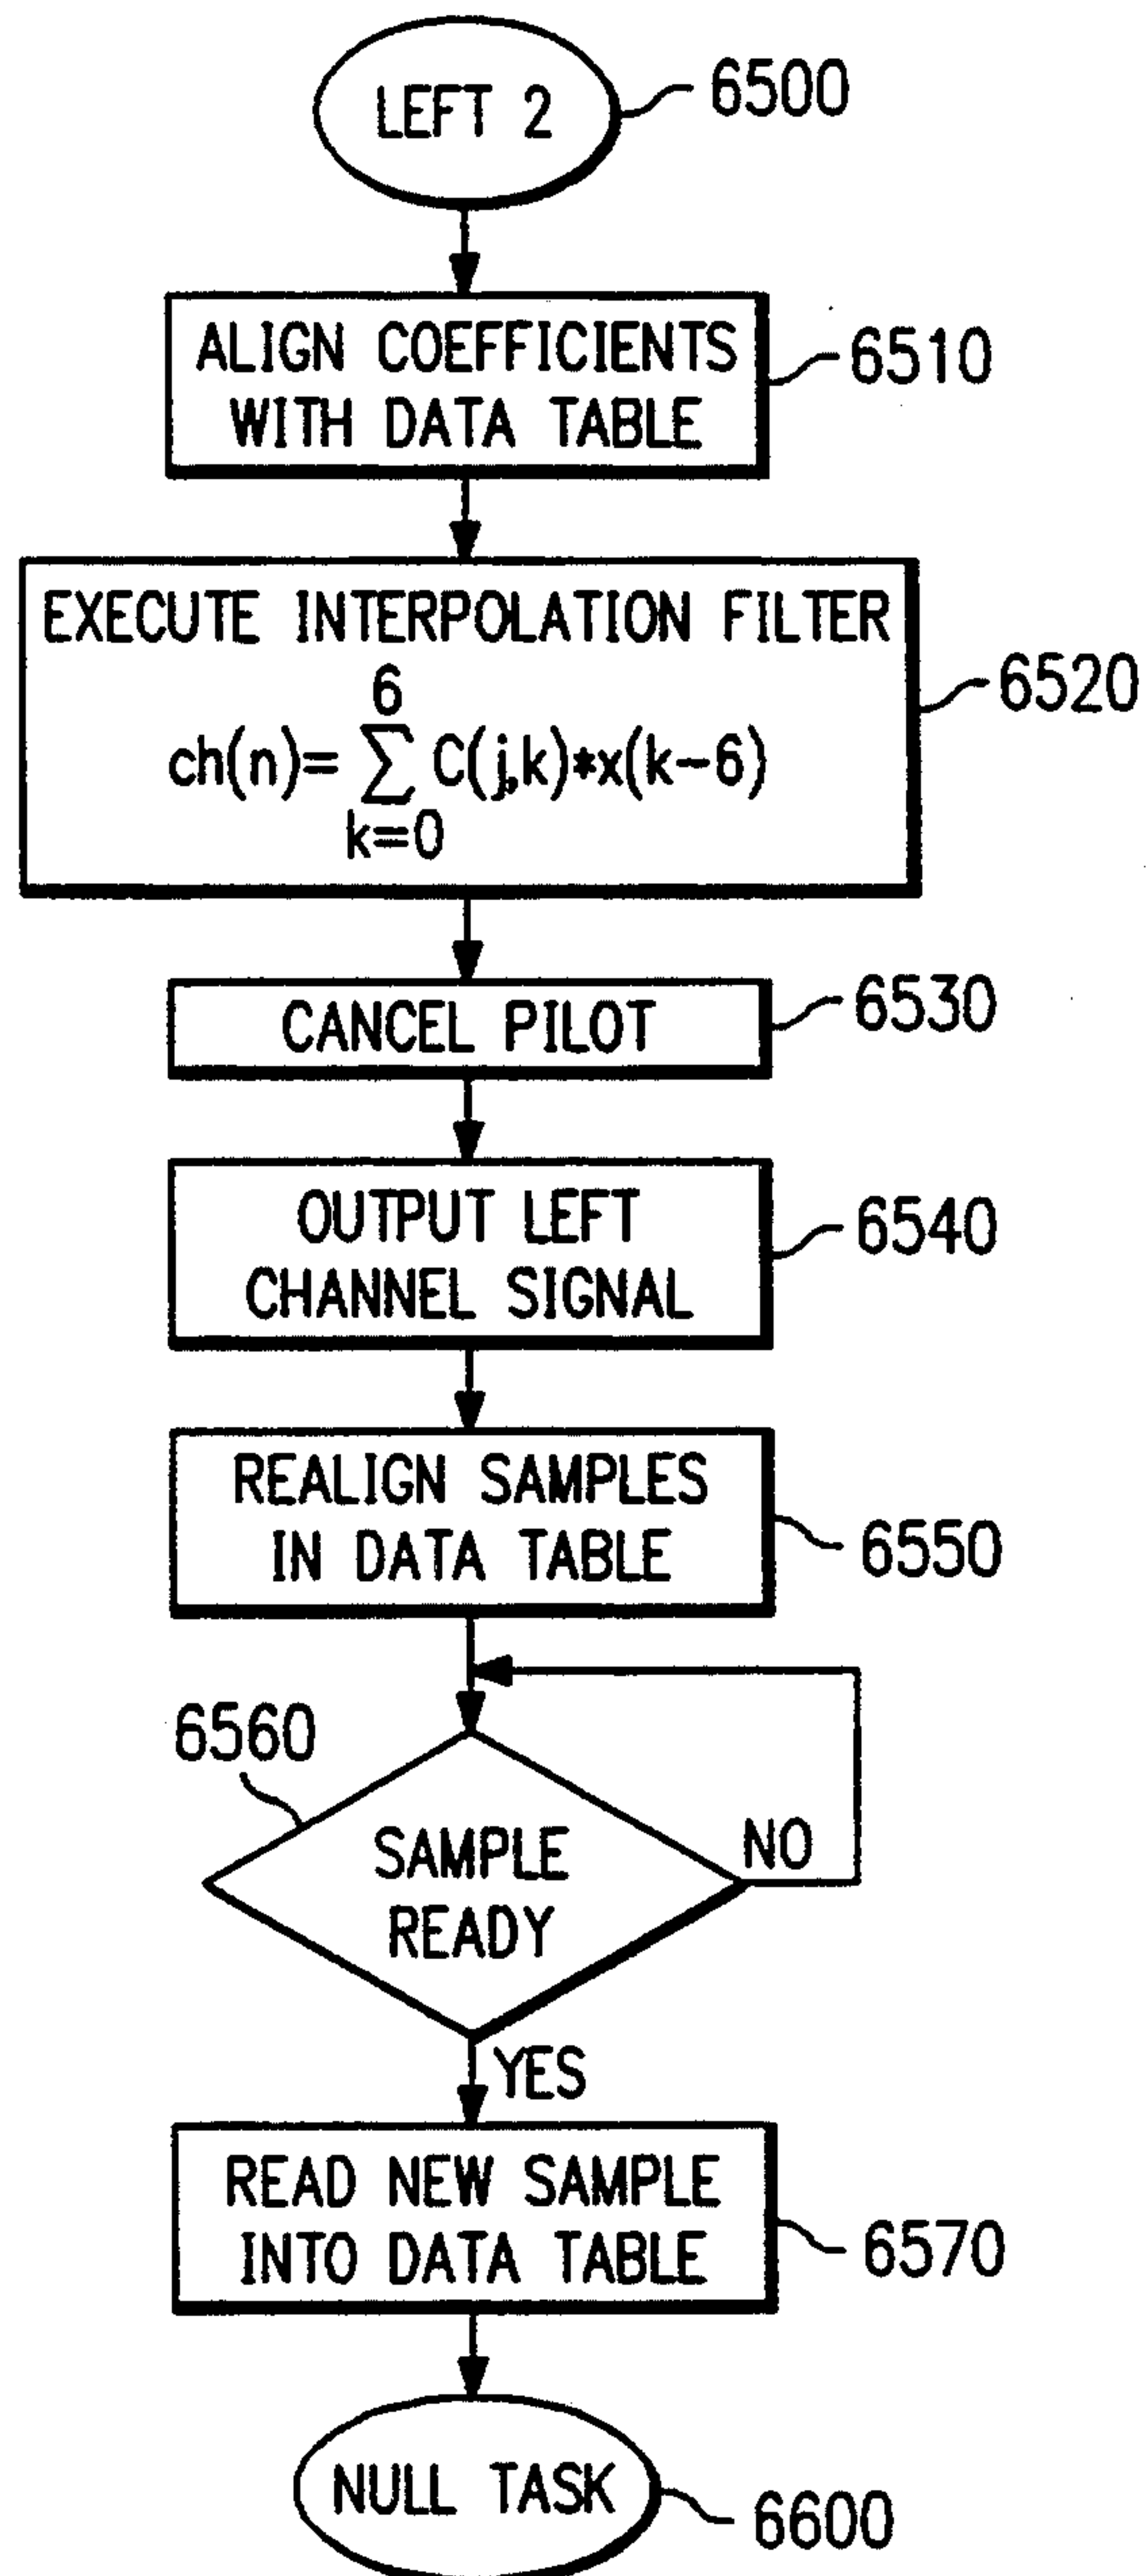 LEFT 2
6500
ALIGN COEFFICIENTS
WITH DATA TABLE
6510
EXECUTE INTERPOLATION FILTER
6
ch(n)= ∑ C(j,k)*x(k-6)
k=0
6520
CANCEL PILOT
6530
OUTPUT LEFT
CHANNEL SIGNAL
6540
REALIGN SAMPLES
IN DATA TABLE
6550
6560
SAMPLE
READY
NO
YES
READ NEW SAMPLE
INTO DATA TABLE
6570
NULL TASK
6600